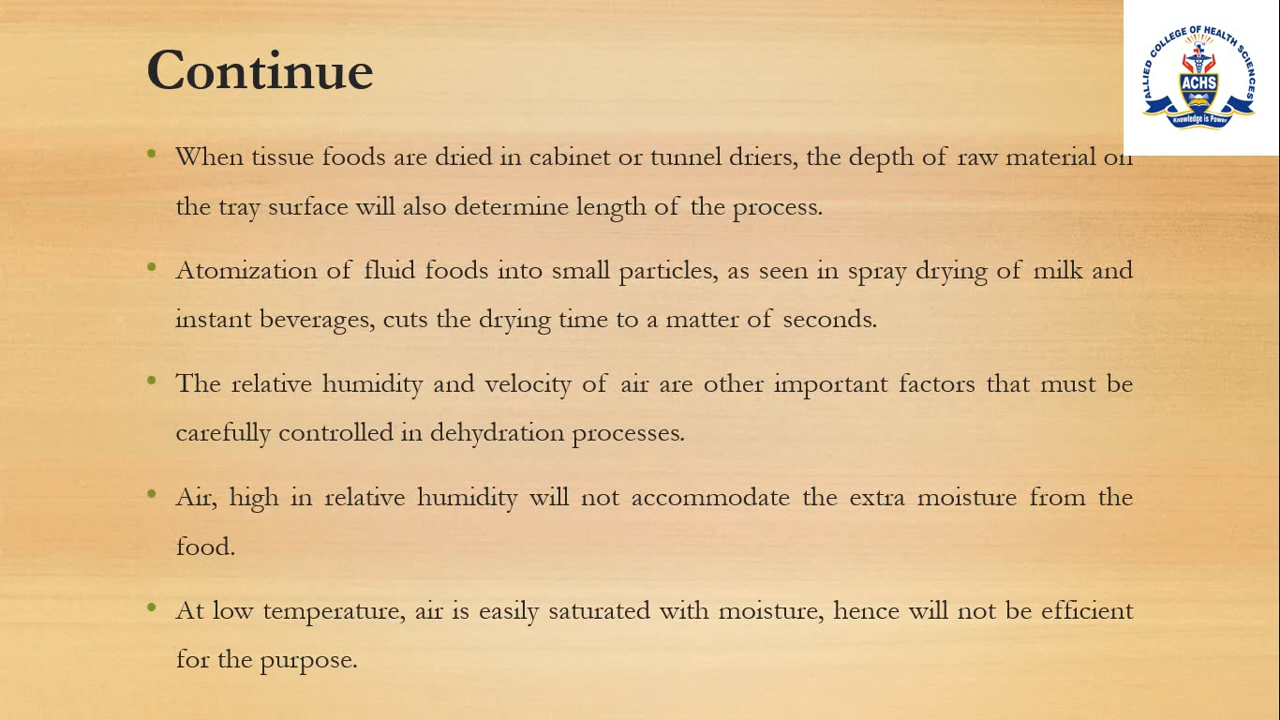 Continue
ALLIED COLLEGE OF HEALTH SCIENCES
ACHS
Knowledge is Power
• When tissue foods are dried in cabinet or tunnel driers, the depth of raw material on
the tray surface will also determine length of the process.
• Atomization of fluid foods into small particles, as seen in spray drying of milk and
instant beverages, cuts the drying time to a matter of seconds.
• The relative humidity and velocity of air are other important factors that must be
carefully controlled in dehydration processes.
• Air, high in relative humidity will not accommodate the extra moisture from the
food.
• At low temperature, air is easily saturated with moisture, hence will not be efficient
for the purpose.